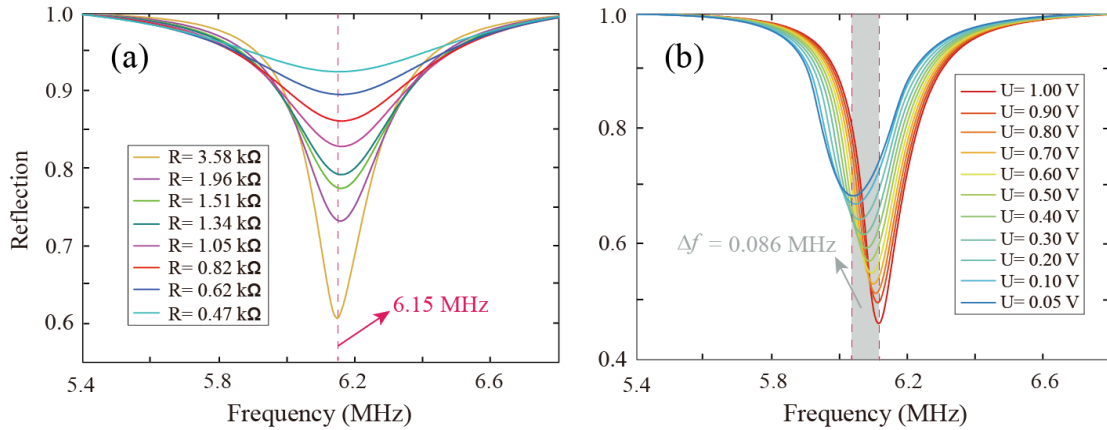 (a)
Reflection
1.0
0.9
0.8
0.7
0.6
R= 3.58 kΩ
R= 1.96 kΩ
R= 1.51 kΩ
R= 1.34 kΩ
R= 1.05 kΩ
R= 0.82 kΩ
R= 0.62 kΩ
R= 0.47 kΩ
6.15 MHz
5.4
5.8
6.2
6.6
Frequency (MHz)
(b)
1.0
0.8
0.6
0.4
U= 1.00 V
U= 0.90 V
U= 0.80 V
U= 0.70 V
U= 0.60 V
U= 0.50 V
U= 0.40 V
U= 0.30 V
U= 0.20 V
U= 0.10 V
U= 0.05 V
Δf = 0.086 MHz
5.4
5.8
6.2
6.6
Frequency (MHz)